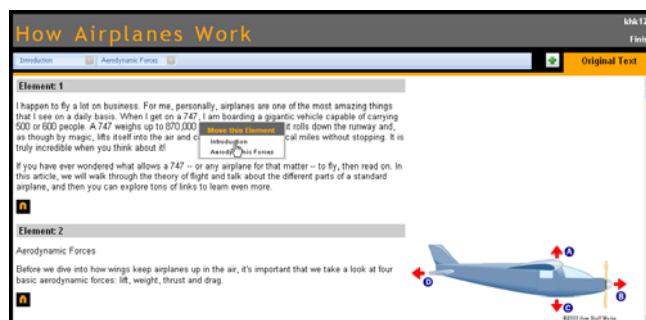 How Airplanes Work
khk17
Finis
Introduction
Aerodynamic Forces
Original Text
Element: 1
I happen to fly a lot on business. For me, personally, airplanes are one of the most amazing things
that I see on a daily basis. When I get on a 747, I am boarding a gigantic vehicle capable of carrying
500 or 600 people. A 747 weighs up to 870,000 it rolls down the runway and,
as though by magic, lifts itself into the air and c cal miles without stopping. It is
truly incredible when you think about it!
Move this Element
Introduction
Aerodynamic Forces
If you have ever wondered what allows a 747 -- or any airplane for that matter -- to fly, then read on. In
this article, we will walk through the theory of flight and talk about the different parts of a standard
airplane, and then you can explore tons of links to learn even more.
Element: 2
Aerodynamic Forces
Before we dive into how wings keep airplanes up in the air, it's important that we take a look at four
basic aerodynamic forces: lift, weight, thrust and drag.
A
D
B
C
How Stuff Works